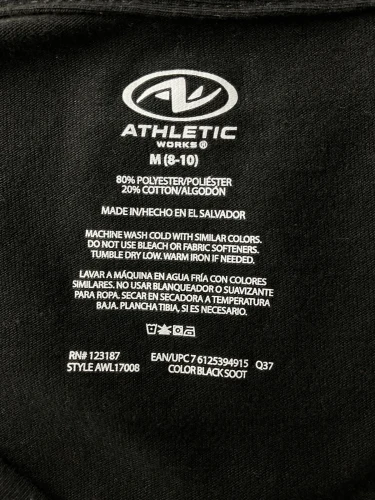 ATHLETIC
WORKS®
M (8-10)
80% POLYESTER/POLIÉSTER
20% COTTON/ALGODÓN
MADE IN/HECHO EN EL SALVADOR
MACHINE WASH COLD WITH SIMILAR COLORS.
DO NOT USE BLEACH OR FABRIC SOFTENERS.
TUMBLE DRY LOW. WARM IRON IF NEEDED.
LAVAR A MÁQUINA EN AGUA FRÍA CON COLORES
SIMILARES. NO USAR BLANQUEADOR O SUAVIZANTE
PARA ROPA. SECAR EN SECADORA A TEMPERATURA
BAJA. PLANCHA TIBIA, SI ES NECESARIO.
RN# 123187 EAN/UPC 7 6125394915 Q37
STYLE AWL17008 COLOR BLACK SOOT